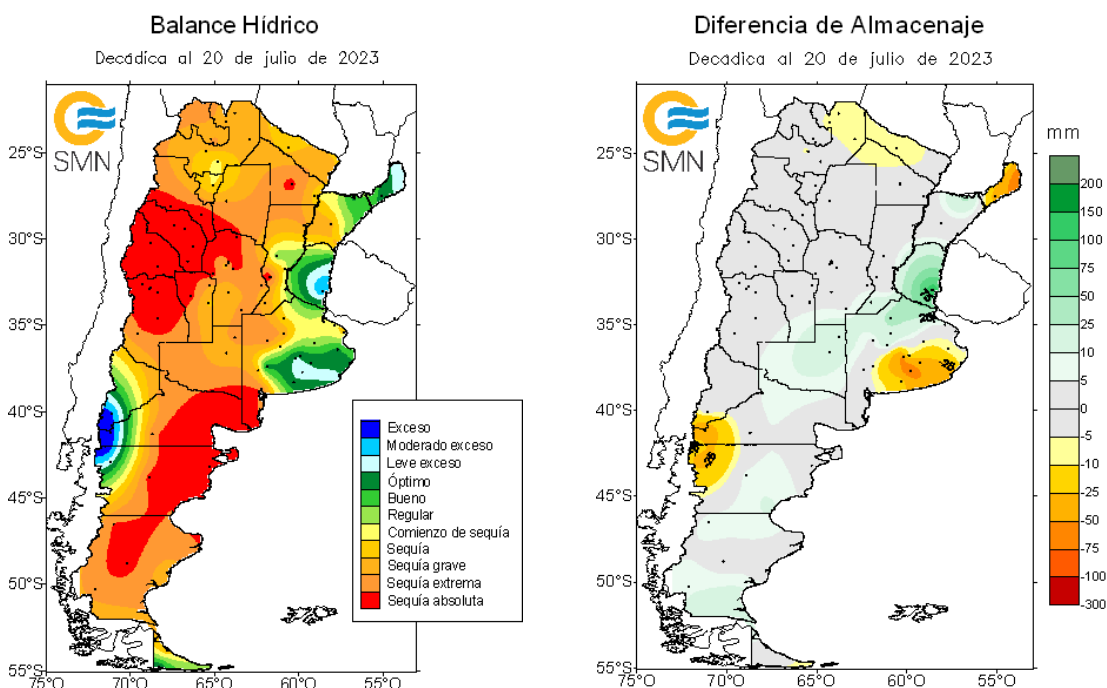 Balance Hídrico
Decádica al 20 de julio de 2023
SMN
25°S
30°S
35°S
40°S
45°S
50°S
55°S
75°O
70°O
65°O
60°O
55°O
Exceso
Moderado exceso
Leve exceso
Óptimo
Bueno
Regular
Comienzo de sequía
Sequía
Sequía grave
Sequía extrema
Sequía absoluta
Diferencia de Almacenaje
Decádica al 20 de julio de 2023
SMN
25°S
30°S
35°S
40°S
45°S
50°S
55°S
75°O
70°O
65°O
60°O
55°O
mm
200
150
100
75
50
25
10
5
0
-5
-10
-25
-50
-75
-100
-300